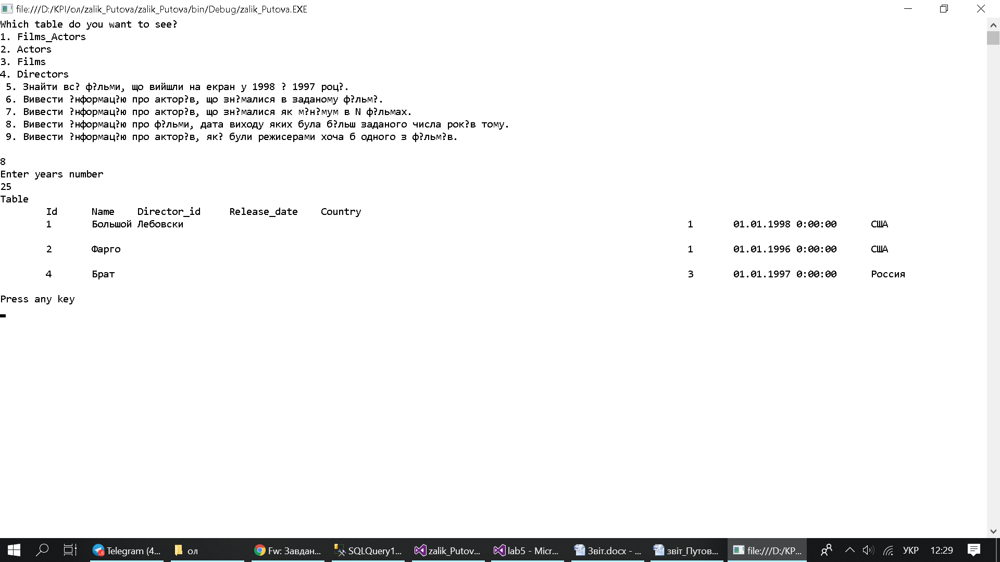 file:///D:/KPI/ол/zalik_Putova/zalik_Putova/bin/Debug/zalik_Putova.EXE
Which table do you want to see?
1. Films_Actors
2. Actors
3. Films
4. Directors
5. Знайти вс? ф?льми, що вийшли на екран у 1998 ? 1997 роц?.
6. Вивести ?нформац?ю про актор?в, що зн?малися в заданому ф?льм?.
7. Вивести ?нформац?ю про актор?в, що зн?малися як м?н?мум в N ф?льмах.
8. Вивести ?нформац?ю про ф?льми, дата виходу яких була б?льш заданого числа рок?в тому.
9. Вивести ?нформац?ю про актор?в, як? були режисерами хоча б одного з ф?льм?в.
8
Enter years number
25
Table
Id Name Director_id Release_date Country
1 Большой Лебовски 1 01.01.1998 0:00:00 США
2 Фарго 1 01.01.1996 0:00:00 США
4 Брат 3 01.01.1997 0:00:00 Россия
Press any key
Telegram (4... ол Fw: Завдан... SQLQuery1... zalik_Putov... lab5 - Micr... Звіт.docx - ... звіт_Путов... file:///D:/KP... УКР 12:29